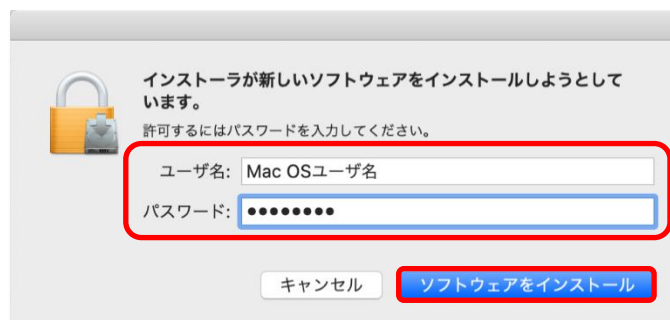 インストーラが新しいソフトウェアをインストールしようとして
います。
許可するにはパスワードを入力してください。
ユーザ名: Mac OSユーザ名
パスワード: ●●●●●●●●
キャンセル ソフトウェアをインストール